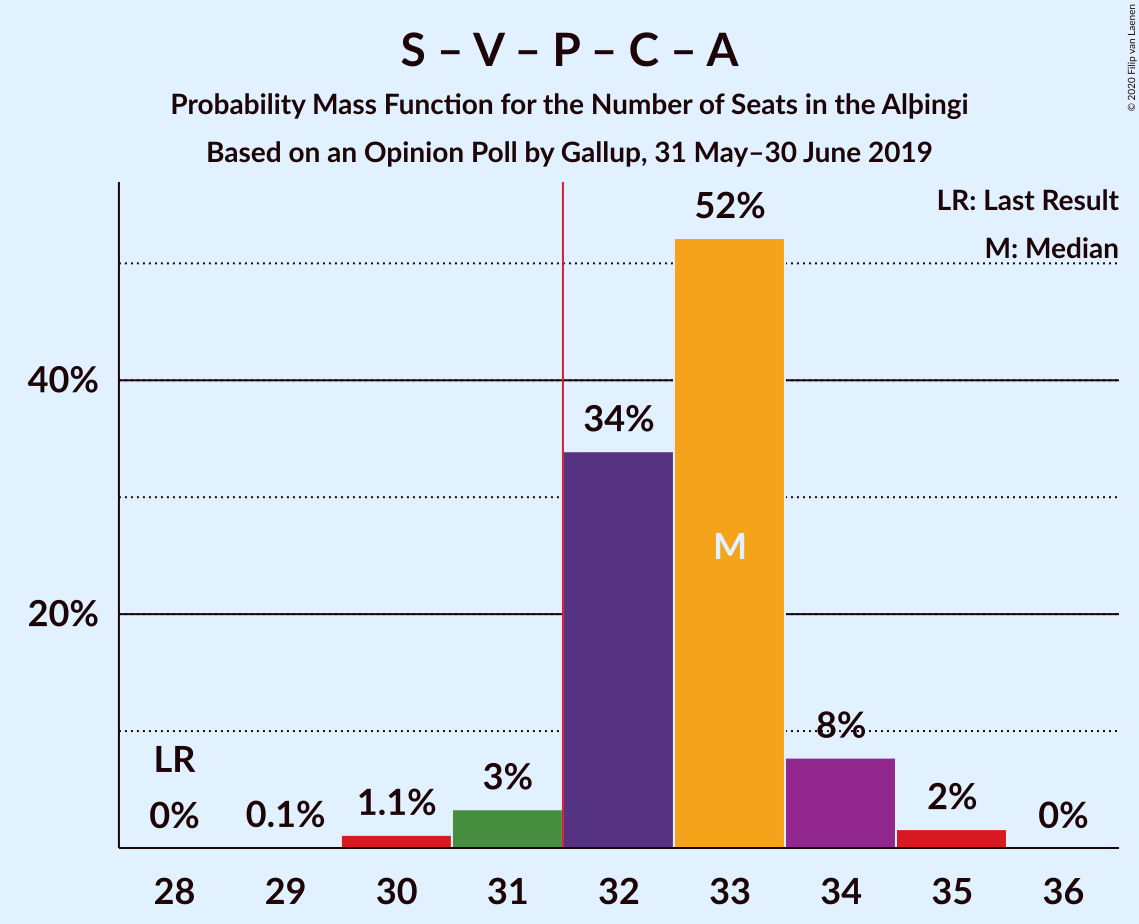 S – V – P – C – A
Probability Mass Function for the Number of Seats in the Alþingi
Based on an Opinion Poll by Gallup, 31 May–30 June 2019
© 2020 Filip van Laenen
LR: Last Result
M: Median
52%
40%
34%
M
20%
8%
LR
3%
2%
1.1%
0%
0.1%
0%
28 29 30 31 32 33 34 35 36